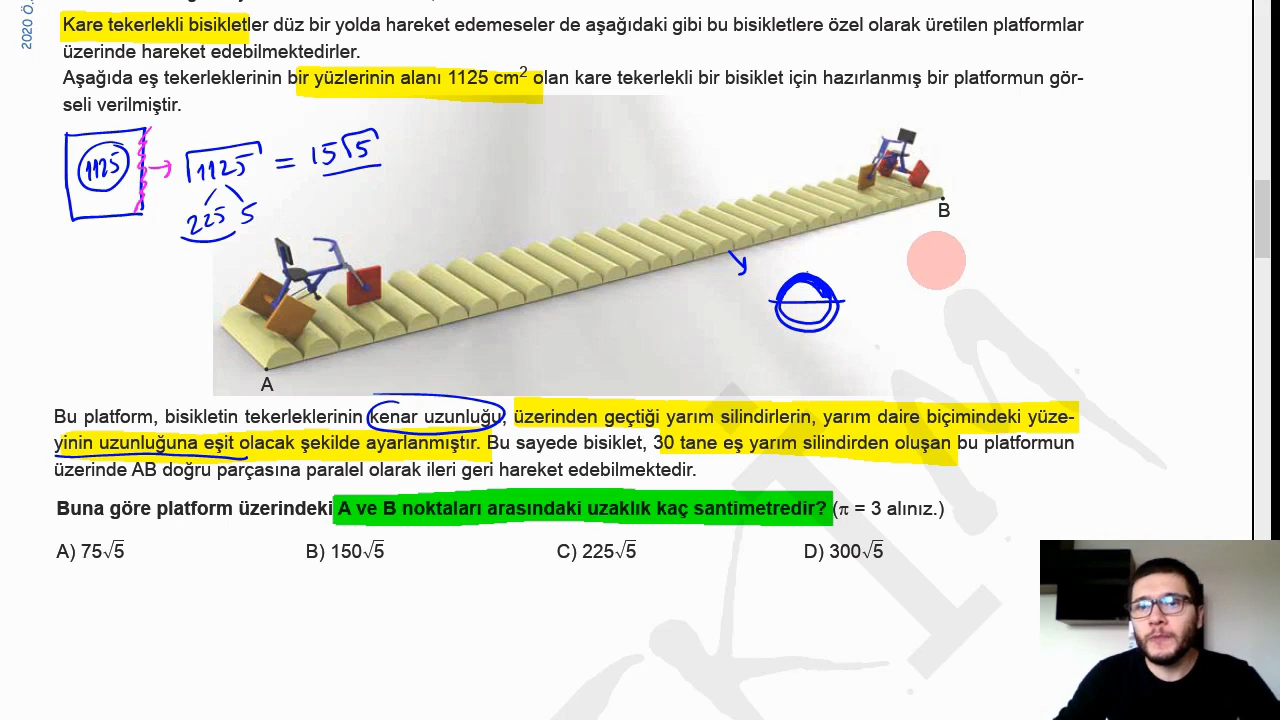 2020 Ö.
Kare tekerlekli bisikletler düz bir yolda hareket edemeseler de aşağıdaki gibi bu bisikletlere özel olarak üretilen platformlar
üzerinde hareket edebilmektedirler.
Aşağıda eş tekerleklerinin bir yüzlerinin alanı 1125 cm² olan kare tekerlekli bir bisiklet için hazırlanmış bir platformun gör-
seli verilmiştir.
1125 → √1125 = 15√5
225 5
B
A
Bu platform, bisikletin tekerleklerinin kenar uzunluğu, üzerinden geçtiği yarım silindirlerin, yarım daire biçimindeki yüze-
yinin uzunluğuna eşit olacak şekilde ayarlanmıştır. Bu sayede bisiklet, 30 tane eş yarım silindirden oluşan bu platformun
üzerinde AB doğru parçasına paralel olarak ileri geri hareket edebilmektedir.
Buna göre platform üzerindeki A ve B noktaları arasındaki uzaklık kaç santimetredir? (π = 3 alınız.)
A) 75√5 B) 150√5 C) 225√5 D) 300√5